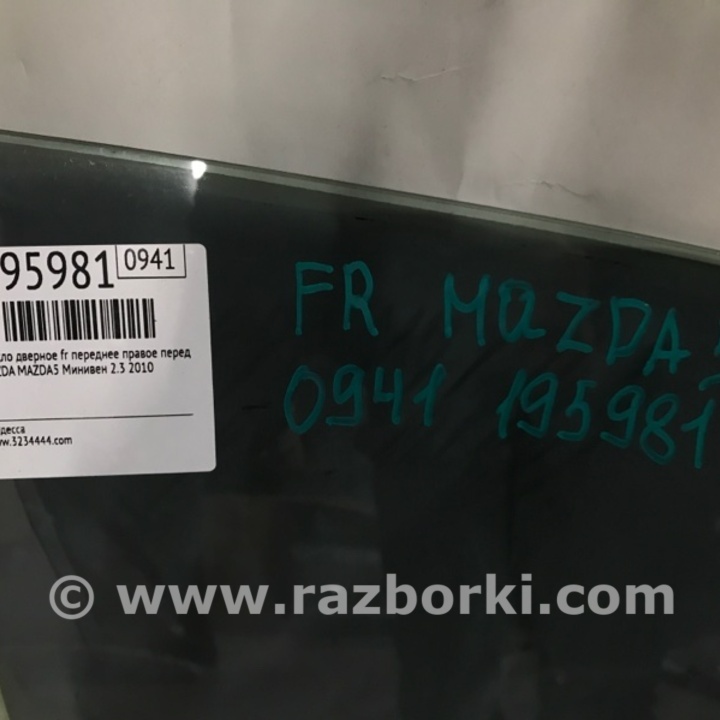 95981 0941
ло дверное fr переднее правое перед
ZDA MAZDA5 Минивен 2.3 2010
десса
ww.3234444.com
FR MAZDA 5
0941 195981
© www.razborki.com